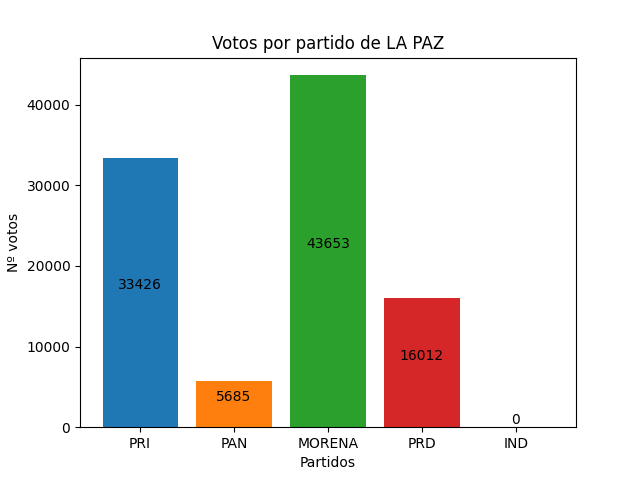 Votos por partido de LA PAZ
40000
30000
20000
10000
0
Nº votos
33426
5685
43653
16012
0
PRI PAN MORENA PRD IND
Partidos